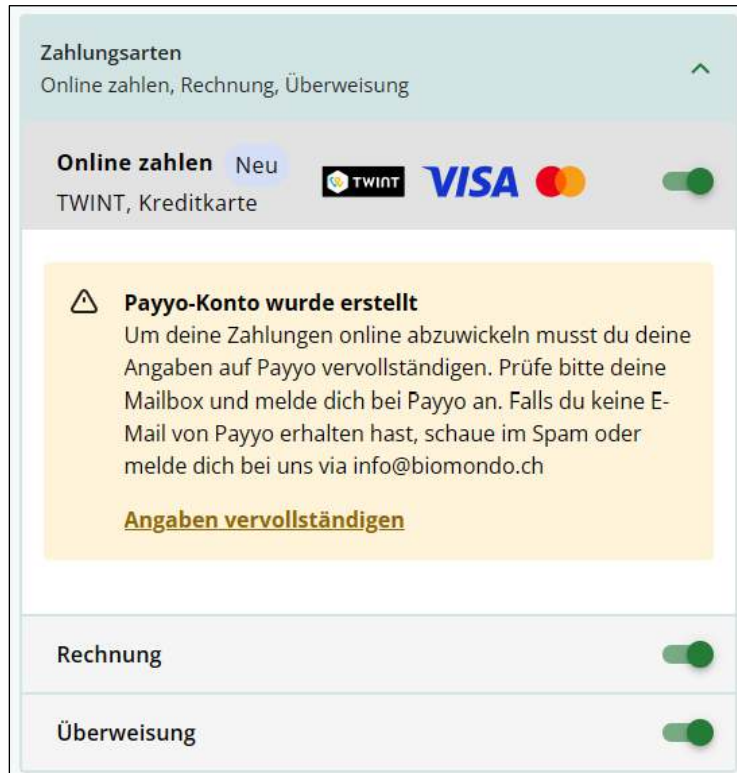 Zahlungsarten
Online zahlen, Rechnung, Überweisung
Online zahlen Neu
TWINT VISA
TWINT, Kreditkarte
Payyo-Konto wurde erstellt
Um deine Zahlungen online abzuwickeln musst du deine
Angaben auf Payyo vervollständigen. Prüfe bitte deine
Mailbox und melde dich bei Payyo an. Falls du keine E-
Mail von Payyo erhalten hast, schaue im Spam oder
melde dich bei uns via info@biomondo.ch
Angaben vervollständigen
Rechnung
Überweisung